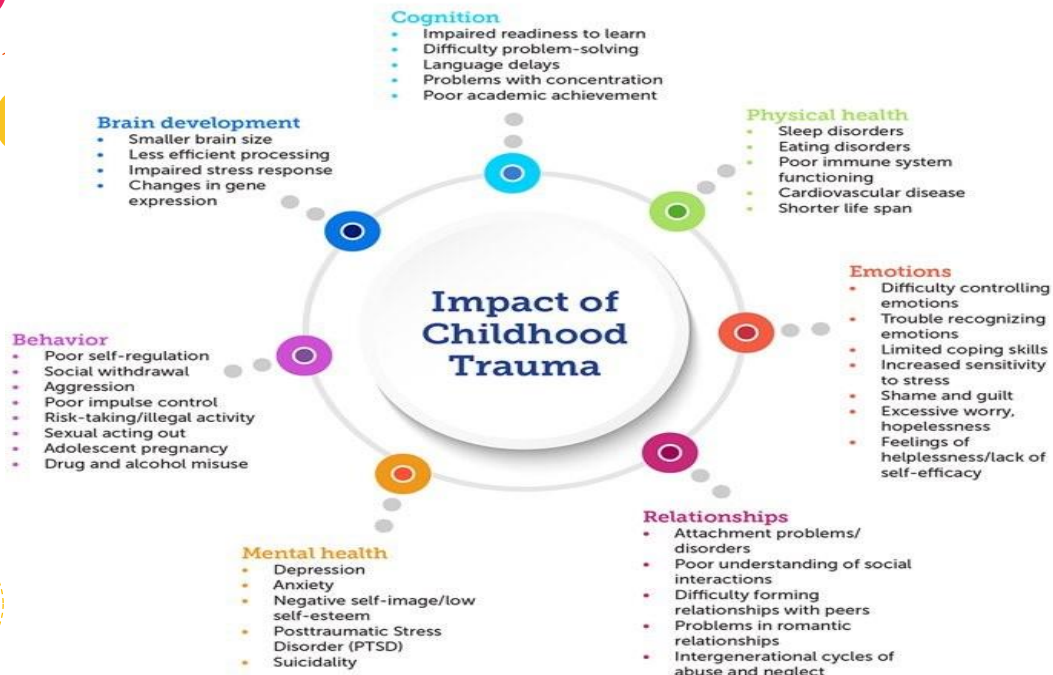 Cognition
• Impaired readiness to learn
• Difficulty problem-solving
• Language delays
• Problems with concentration
• Poor academic achievement
Physical health
• Sleep disorders
• Eating disorders
• Poor immune system
functioning
• Cardiovascular disease
• Shorter life span
Emotions
• Difficulty controlling
emotions
• Trouble recognizing
emotions
• Limited coping skills
• Increased sensitivity
to stress
• Shame and guilt
• Excessive worry,
hopelessness
• Feelings of
helplessness/lack of
self-efficacy
Relationships
• Attachment problems/
disorders
• Poor understanding of social
interactions
• Difficulty forming
relationships with peers
• Problems in romantic
relationships
• Intergenerational cycles of
abuse and neglect
Mental health
• Depression
• Anxiety
• Negative self-image/low
self-esteem
• Posttraumatic Stress
Disorder (PTSD)
• Suicidality
Behavior
• Poor self-regulation
• Social withdrawal
• Aggression
• Poor impulse control
• Risk-taking/illegal activity
• Sexual acting out
• Adolescent pregnancy
• Drug and alcohol misuse
Brain development
• Smaller brain size
• Less efficient processing
• Impaired stress response
• Changes in gene
expression
Impact of
Childhood
Trauma